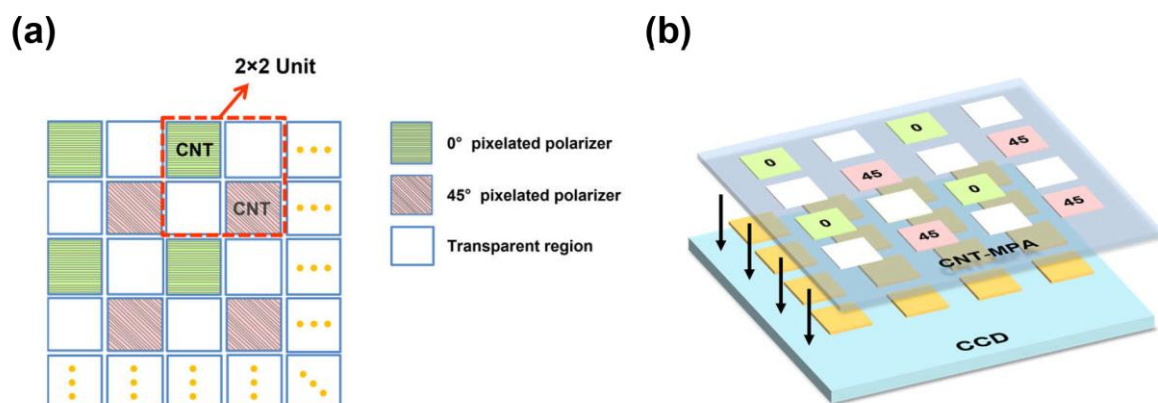 (a)
2×2 Unit
CNT
CNT
0° pixelated polarizer
45° pixelated polarizer
Transparent region
(b)
0
45
0
45
0
45
0
45
CNT-MPA
CCD